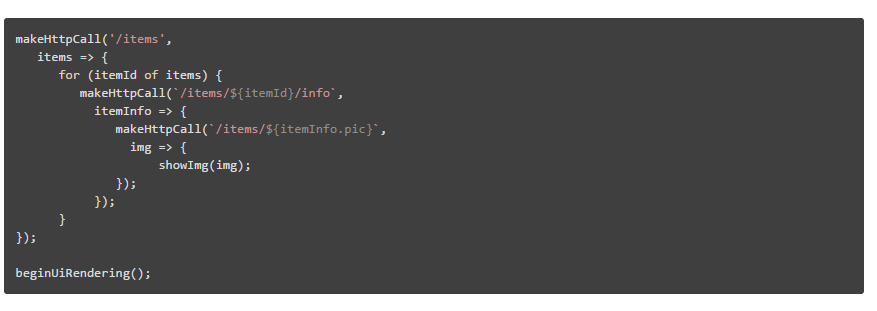 makeHttpCall('/items',
items => {
for (itemId of items) {
makeHttpCall(`/items/${itemId}/info`,
itemInfo => {
makeHttpCall(`/items/${itemInfo.pic}`,
img => {
showImg(img);
});
});
}
});
beginUiRendering();